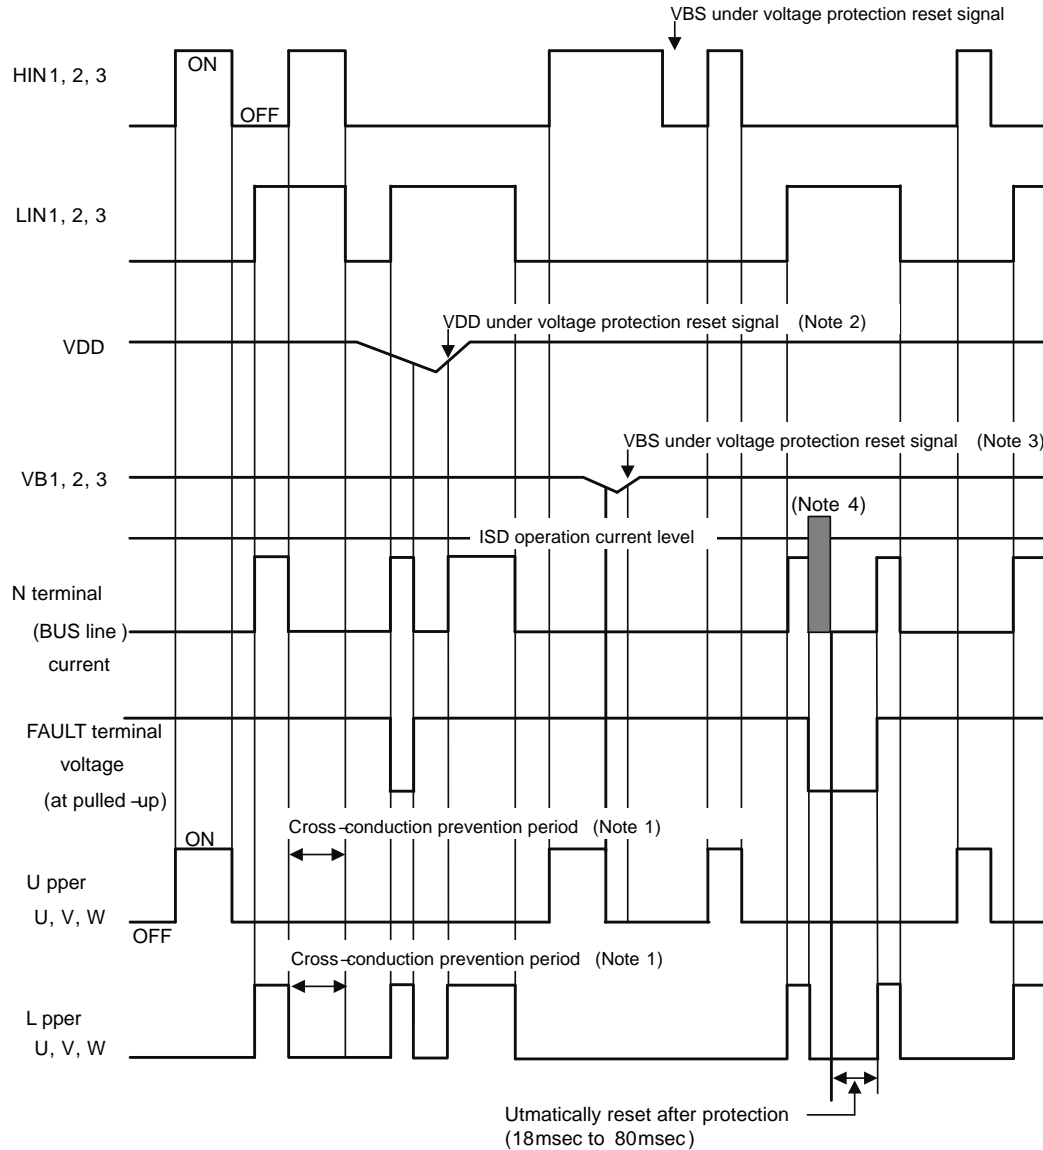 VBS under voltage protection reset signal
HIN1, 2, 3
ON
OFF
LIN1, 2, 3
VDD under voltage protection reset signal (Note 2)
VDD
VBS under voltage protection reset signal (Note 3)
VB1, 2, 3
(Note 4)
ISD operation current level
N terminal
(BUS line )
current
FAULT terminal
voltage
(at pulled -up)
Cross-conduction prevention period (Note 1)
ON
U pper
U, V, W
OFF
Cross-conduction prevention period (Note 1)
L pper
U, V, W
Utmatically reset after protection
(18msec to 80msec)